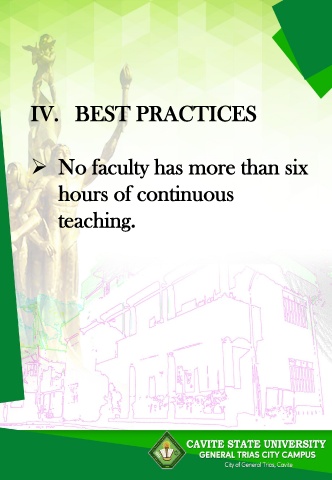 IV. BEST PRACTICES
➢ No faculty has more than six
hours of continuous
teaching.
CAVITE STATE UNIVERSITY
GENERAL TRIAS CITY CAMPUS
City of General Trias, Cavite